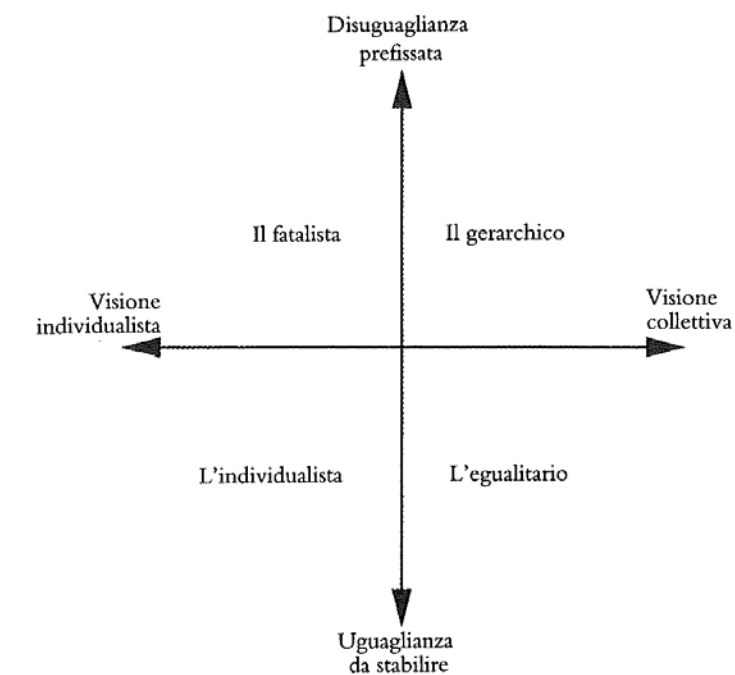 Disuguaglianza
prefissata
Il fatalista
Il gerarchico
Visione
individualista
Visione
collettiva
L'individualista
L'egualitario
Uguaglianza
da stabilire